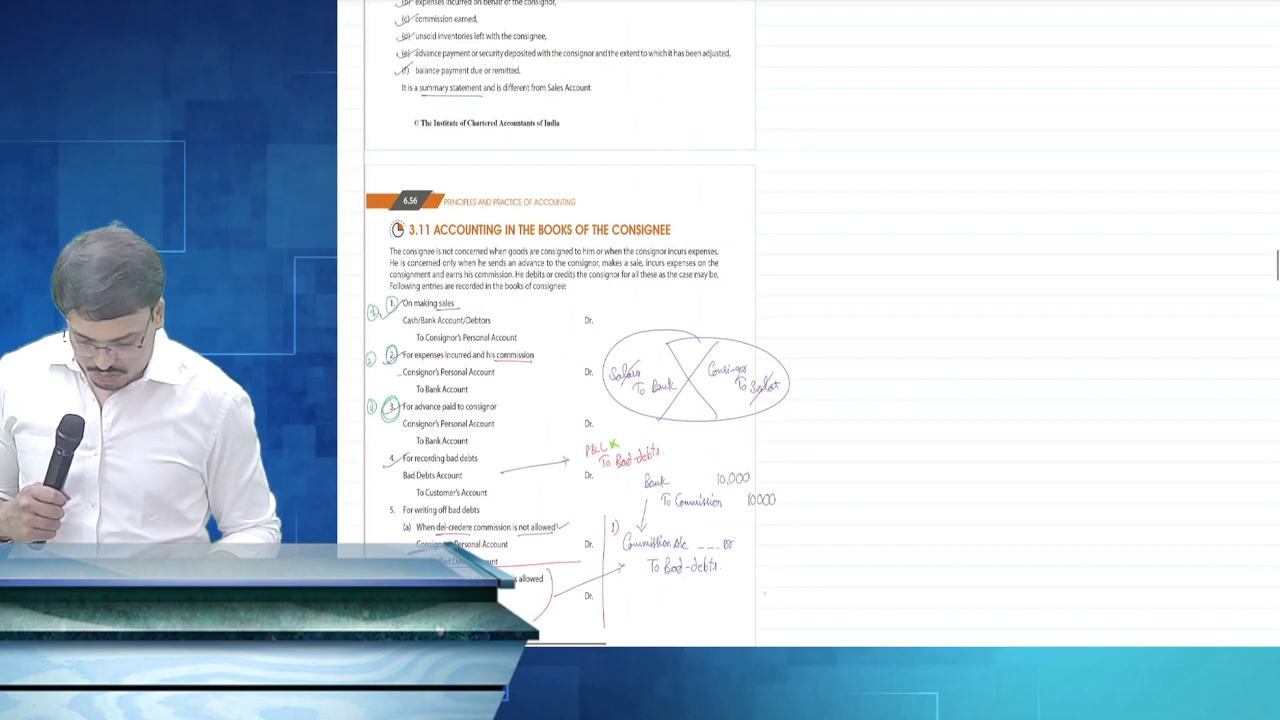 (b) expenses incurred on behalf of the consignor,
(c) commission earned,
(d) unsold inventories left with the consignee,
(e) advance payment or security deposited with the consignor and the extent to which it has been adjusted,
(f) balance payment due or remitted.
It is a summary statement and is different from Sales Account.
© The Institute of Chartered Accountants of India
6.56 PRINCIPLES AND PRACTICE OF ACCOUNTING
3.11 ACCOUNTING IN THE BOOKS OF THE CONSIGNEE
The consignee is not concerned when goods are consigned to him or when the consignor incurs expenses.
He is concerned only when he sends an advance to the consignor, makes a sale, incurs expenses on the
consignment and earns his commission. He debits or credits the consignor for all these as the case may be.
Following entries are recorded in the books of consignee:
1. On making sales
Cash/Bank Account/Debtors Dr.
To Consignor's Personal Account
2. For expenses incurred and his commission
Consignor's Personal Account Dr.
To Bank Account
3. For advance paid to consignor
Consignor's Personal Account Dr.
To Bank Account
4. For recording bad debts
Bad Debts Account Dr.
To Customer's Account
5. For writing off bad debts
(a) When del-credere commission is not allowed
Personal Account Dr.
is allowed
Dr.
To Bank
To
P&L
To Bad-debts.
Bank 10,000
To Commission 10000
1)
Commission A/c --- Dr
To Bad-debts.